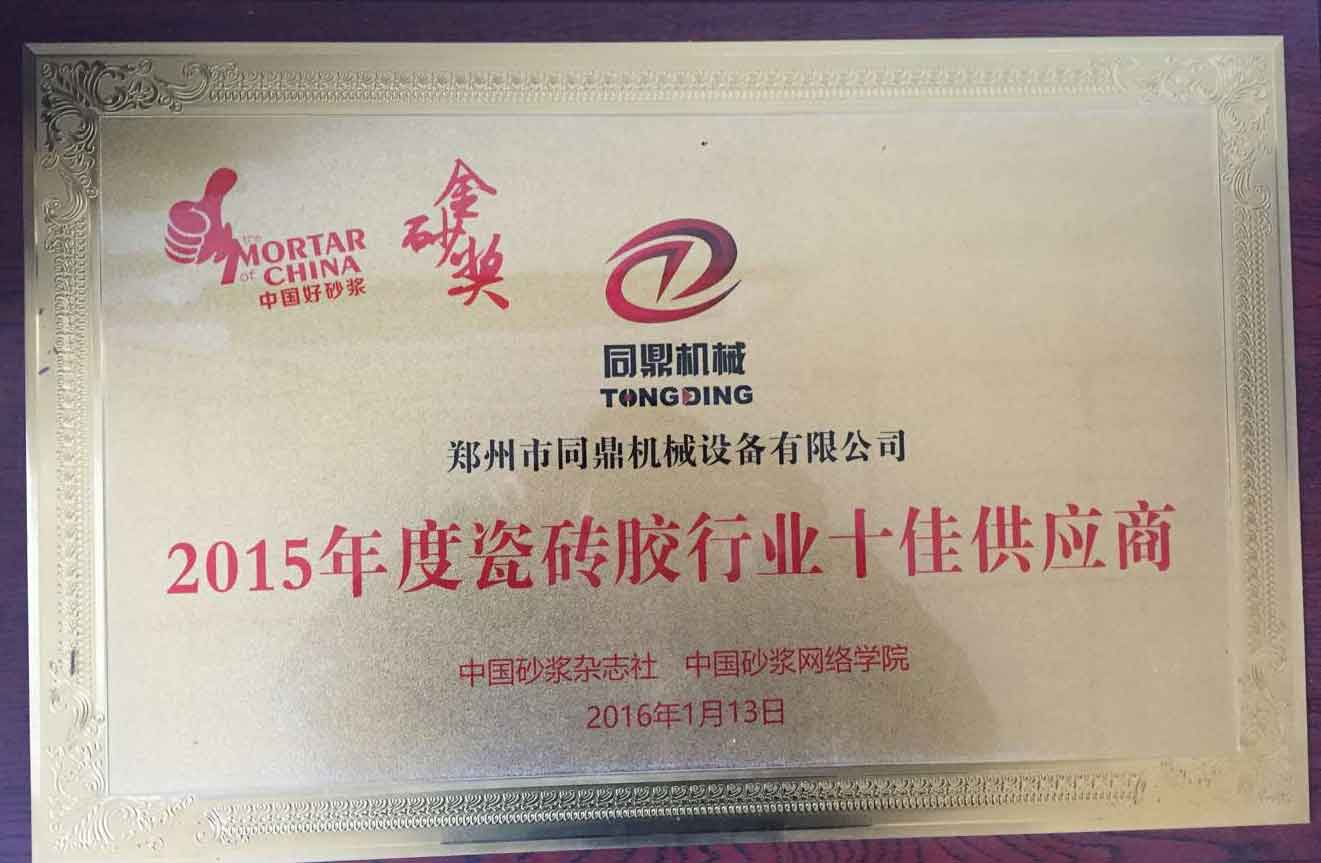 the
MORTAR
of CHINA
中国好砂浆
金砂奖
同鼎机械
TONGDING
郑州市同鼎机械设备有限公司
2015年度瓷砖胶行业十佳供应商
中国砂浆杂志社 中国砂浆网络学院
2016年1月13日